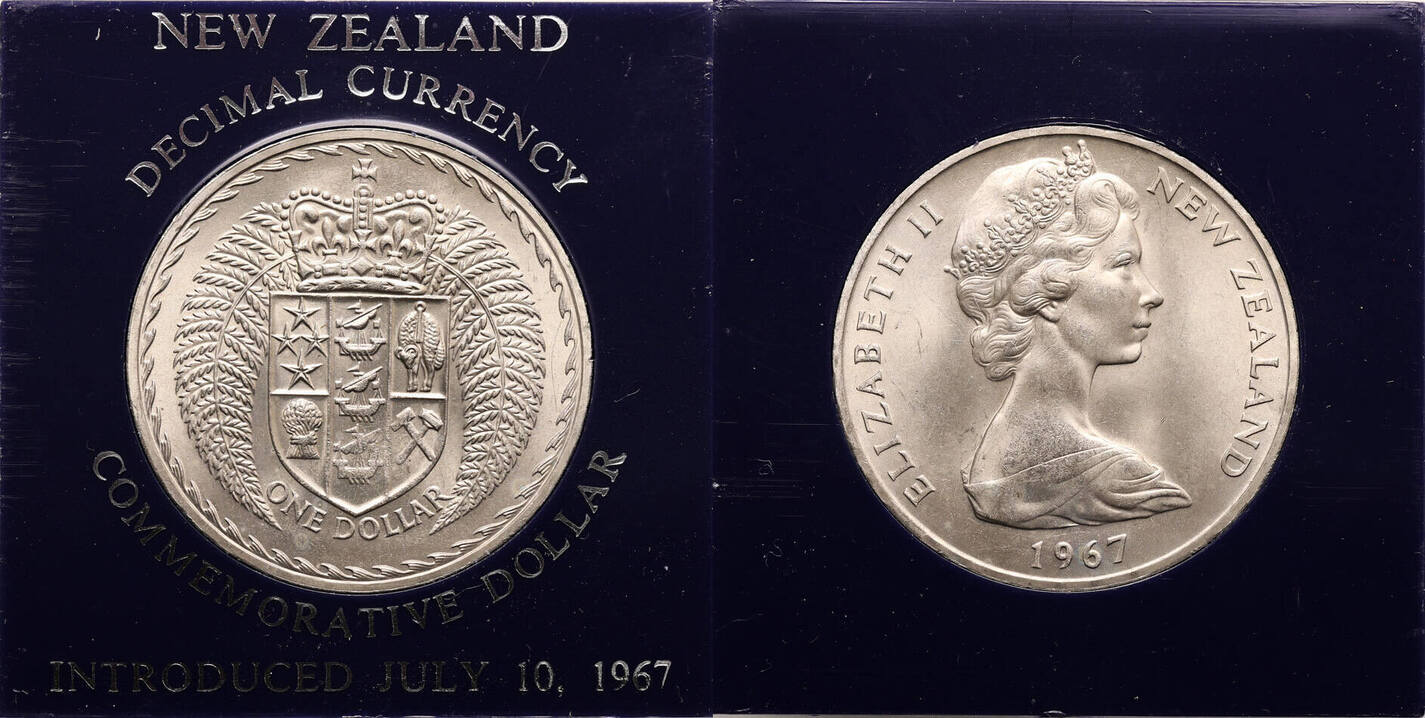 NEW ZEALAND
DECIMAL CURRENCY
ONE DOLLAR
COMMEMORATIVE DOLLAR
INTRODUCED JULY 10, 1967
ELIZABETH II
NEW ZEALAND
1967